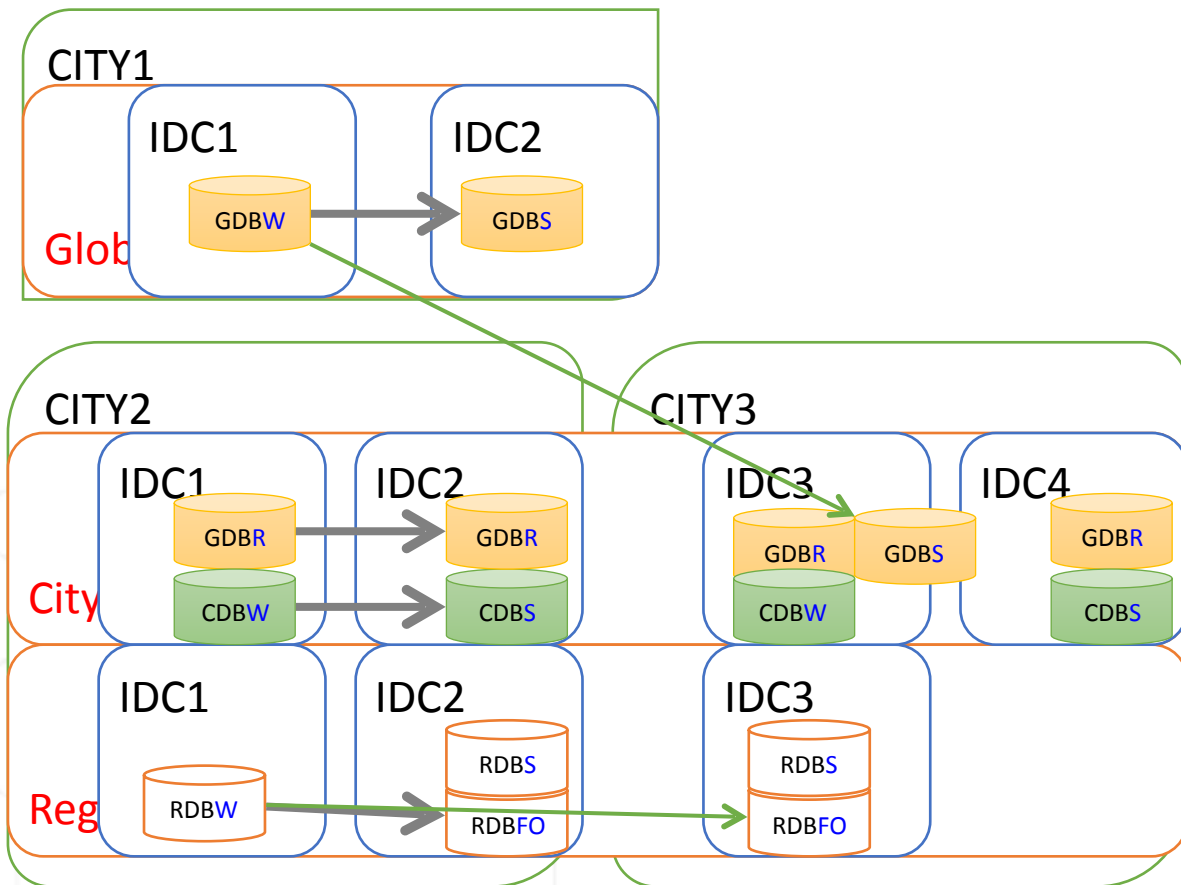 CITY1
IDC1
IDC2
GDBW
GDBS
Glob
CITY2
CITY3
IDC1
IDC2
IDC3
IDC4
GDBR
GDBR
GDBR
GDBS
GDBR
City
CDBW
CDBS
CDBW
CDBS
IDC1
IDC2
IDC3
RDBS
RDBS
Reg
RDBW
RDBFO
RDBFO